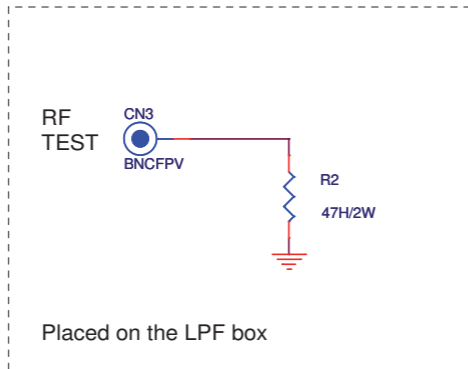 RF
TEST
CN3
BNCFPV
R2
47H/2W
Placed on the LPF box